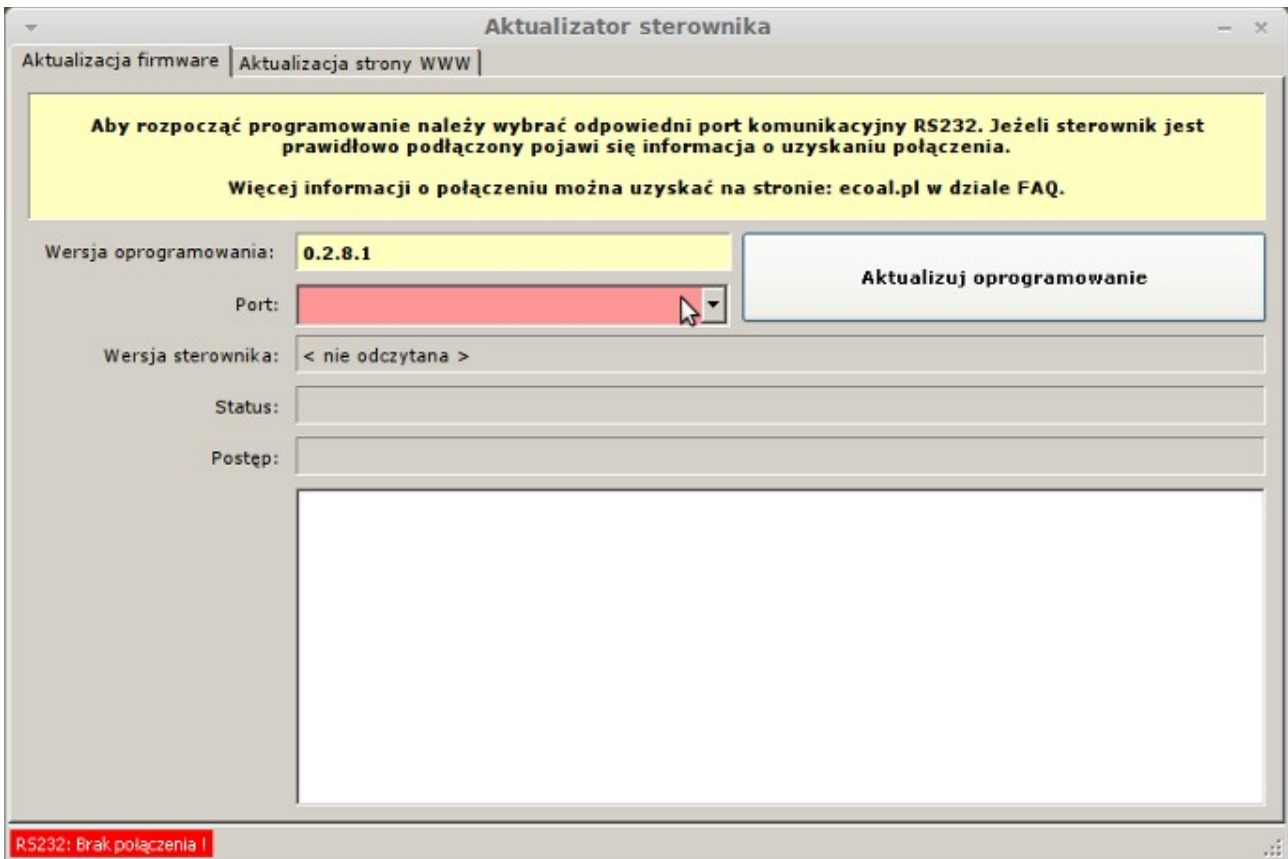 Aktualizator sterownika
Aktualizacja firmware
Aktualizacja strony WWW
Aby rozpocząć programowanie należy wybrać odpowiedni port komunikacyjny RS232. Jeżeli sterownik jest
prawidłowo podłączony pojawi się informacja o uzyskaniu połączenia.
Więcej informacji o połączeniu można uzyskać na stronie: ecoal.pl w dziale FAQ.
Wersja oprogramowania: 0.2.8.1
Aktualizuj oprogramowanie
Port:
Wersja sterownika: < nie odczytana >
Status:
Postęp:
RS232: Brak połączenia !